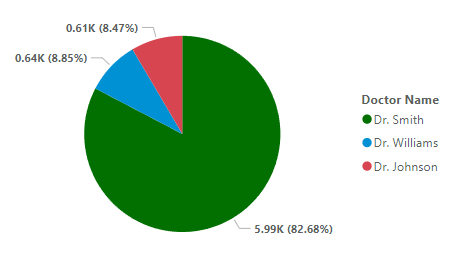 0.61K (8.47%)
0.64K (8.85%)
Doctor Name
Dr. Smith
Dr. Williams
Dr. Johnson
5.99K (82.68%)